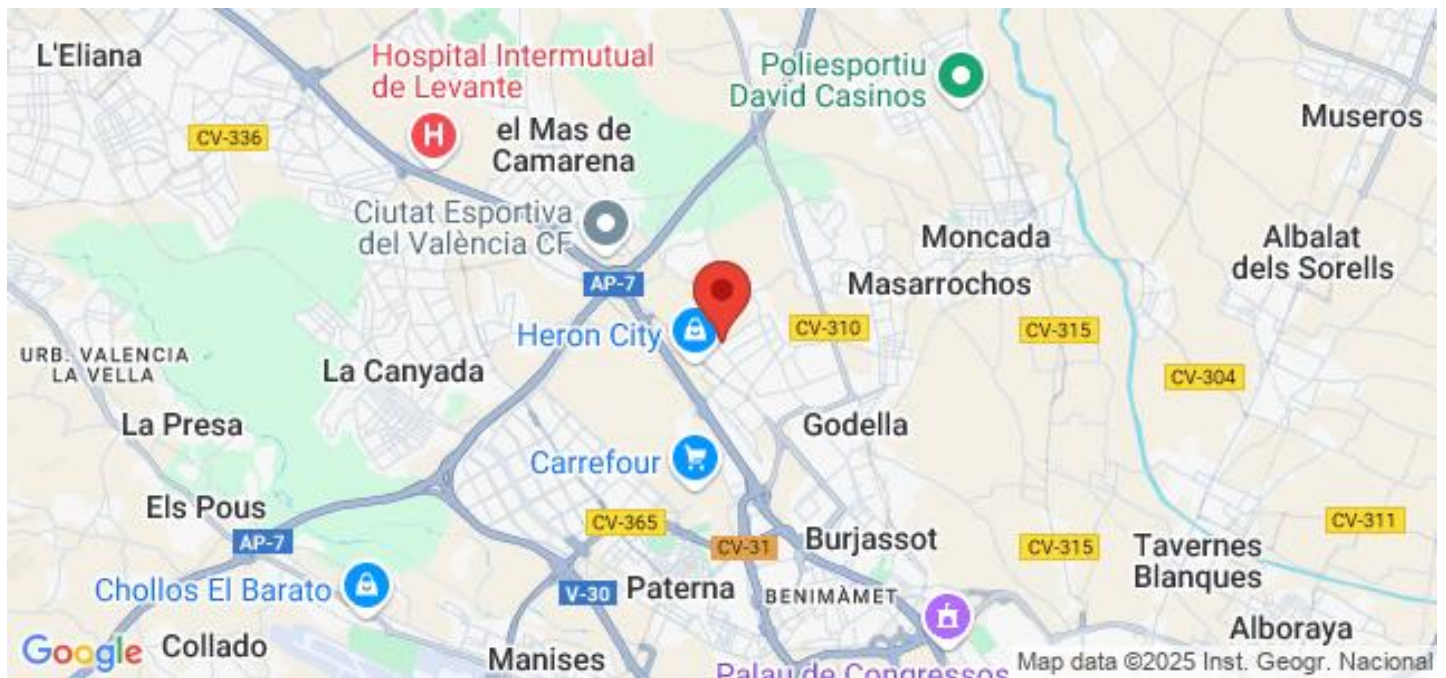 L'Eliana
Hospital Intermutual
de Levante
Poliesportiu
David Casinos
Museros
CV-336
H
el Mas de
Camarena
Ciutat Esportiva
del València CF
Moncada
Albalat
dels Sorells
AP-7
Masarrochos
Heron City
CV-310
CV-315
URB. VALENCIA
LA VELLA
La Canyada
CV-304
La Presa
Godella
Carrefour
Els Pous
CV-365
CV-311
AP-7
CV-31
Burjassot
CV-315
Tavernes
Blanques
Chollos El Barato
V-30
Paterna
BENIMÀMET
Alboraya
Google
Collado
Manises
Palau de Congressos
Map data ©2025 Inst. Geogr. Nacional